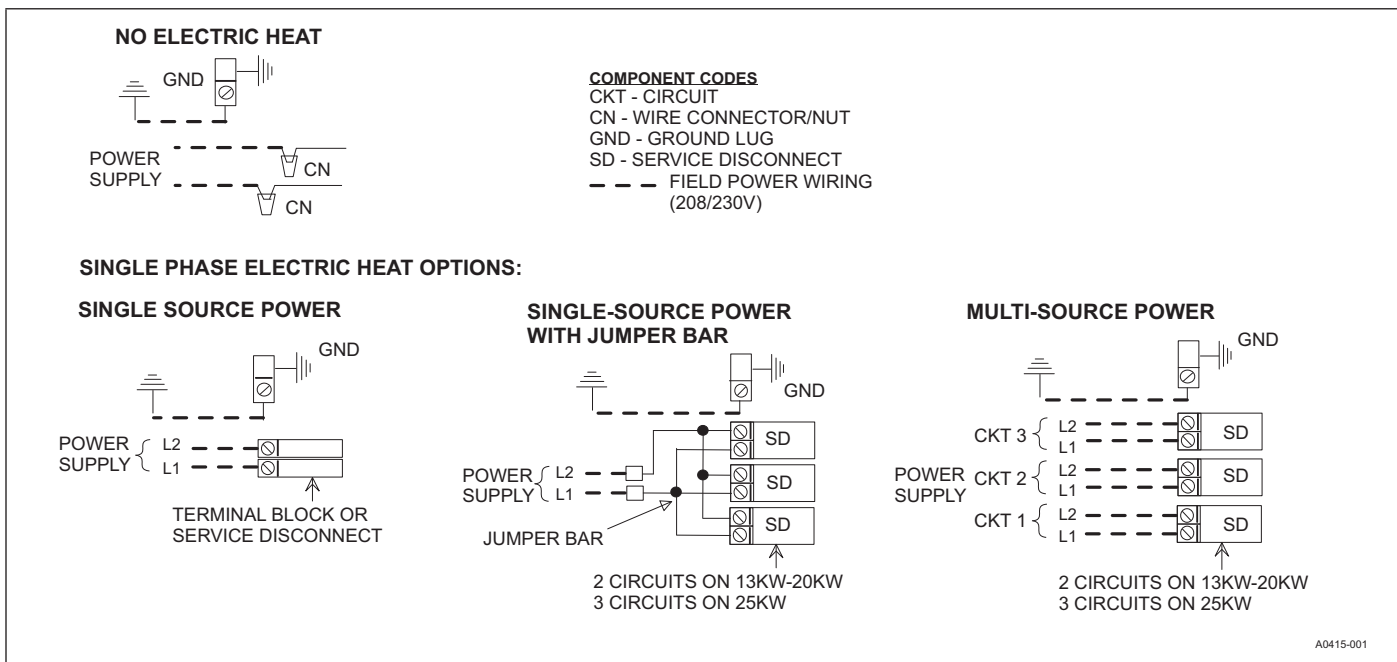 NO ELECTRIC HEAT
GND
POWER
SUPPLY
CN
CN
COMPONENT CODES
CKT - CIRCUIT
CN - WIRE CONNECTOR/NUT
GND - GROUND LUG
SD - SERVICE DISCONNECT
FIELD POWER WIRING
(208/230V)
SINGLE PHASE ELECTRIC HEAT OPTIONS:
SINGLE SOURCE POWER
GND
POWER
SUPPLY
L2
L1
TERMINAL BLOCK OR
SERVICE DISCONNECT
SINGLE-SOURCE POWER
WITH JUMPER BAR
GND
SD
POWER
SUPPLY
L2
L1
SD
SD
JUMPER BAR
2 CIRCUITS ON 13KW-20KW
3 CIRCUITS ON 25KW
MULTI-SOURCE POWER
GND
CKT 3
L2
L1
SD
POWER
SUPPLY
CKT 2
L2
L1
SD
CKT 1
L2
L1
SD
2 CIRCUITS ON 13KW-20KW
3 CIRCUITS ON 25KW
A0415-001